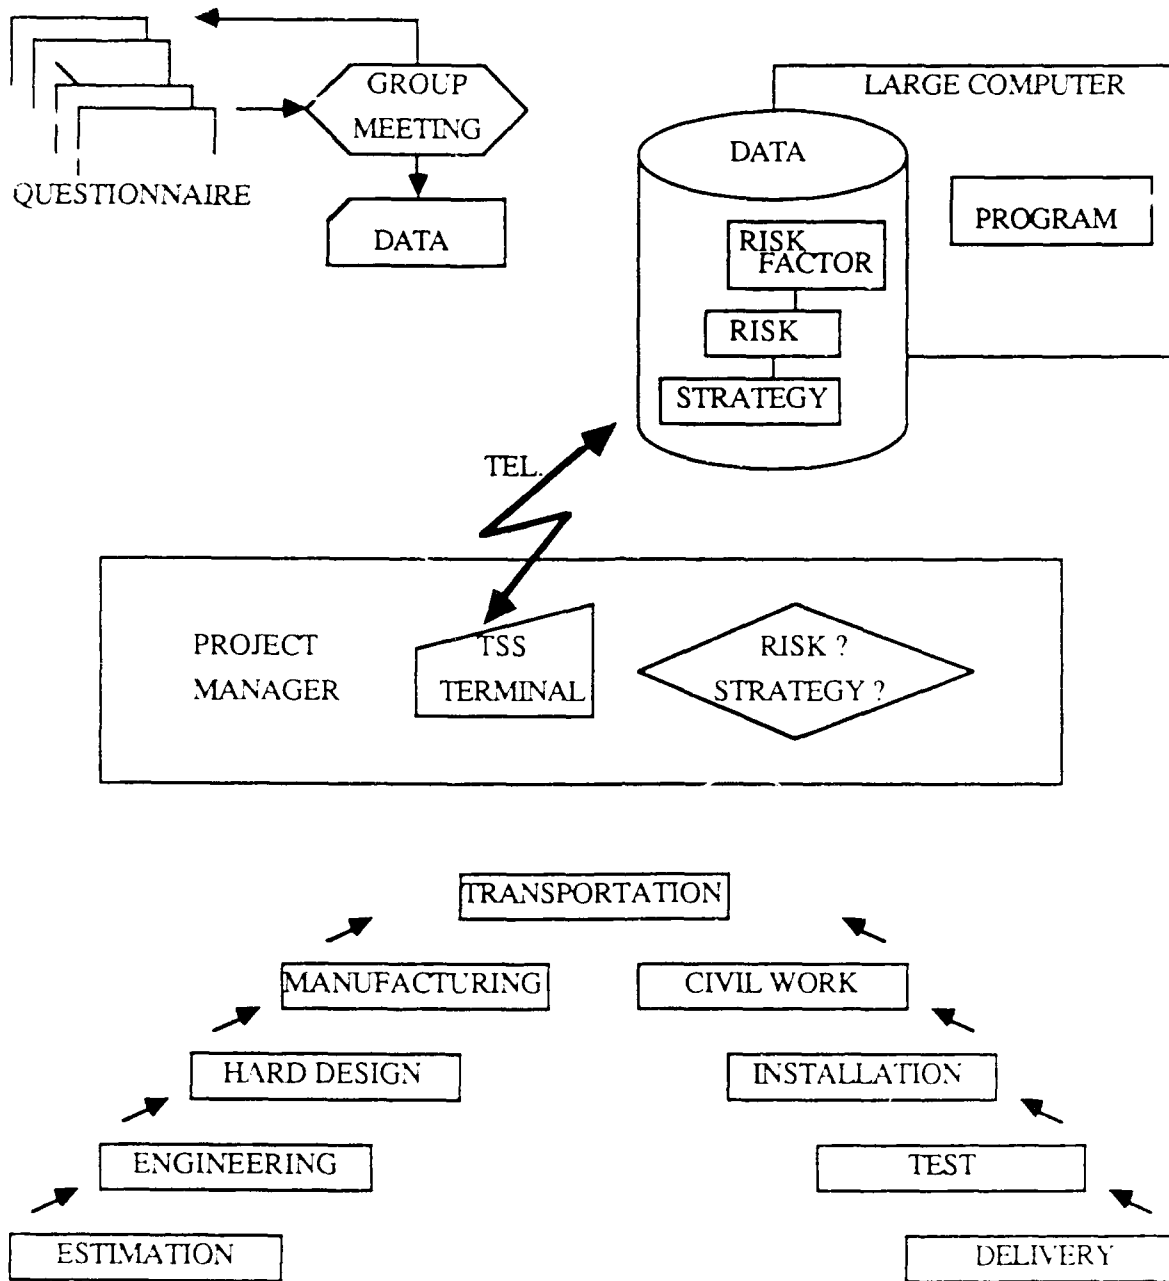 GROUP
MEETING
QUESTIONNAIRE
DATA
LARGE COMPUTER
DATA
PROGRAM
RISK
FACTOR
RISK
STRATEGY
TEL.
PROJECT
MANAGER
TSS
TERMINAL
RISK ?
STRATEGY ?
TRANSPORTATION
MANUFACTURING
CIVIL WORK
HARD DESIGN
INSTALLATION
ENGINEERING
TEST
ESTIMATION
DELIVERY